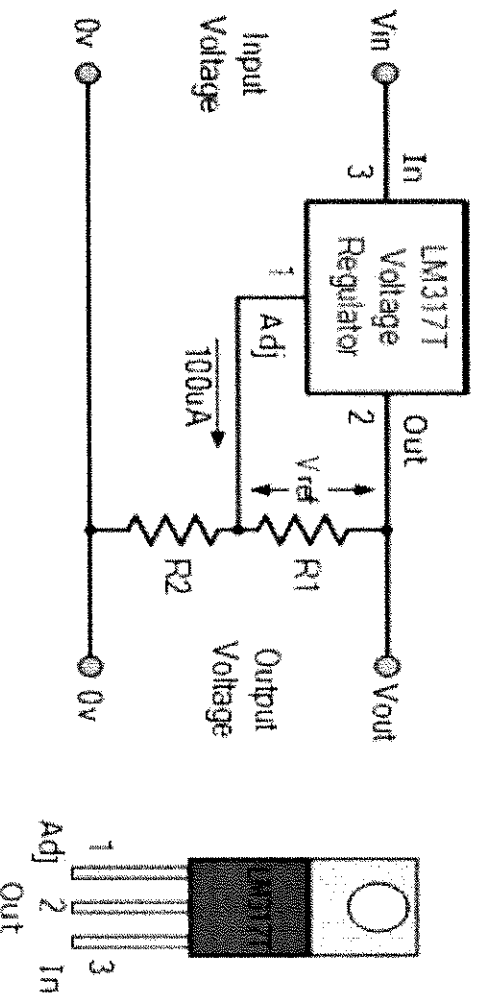 Vin
In
3
LM317T
Voltage
Regulator
Out
2
Vout
1
Adj
100uA
Vref
R1
R2
Input
Voltage
Output
Voltage
0v
0v
LM317T
1
Adj
2
Out
3
In